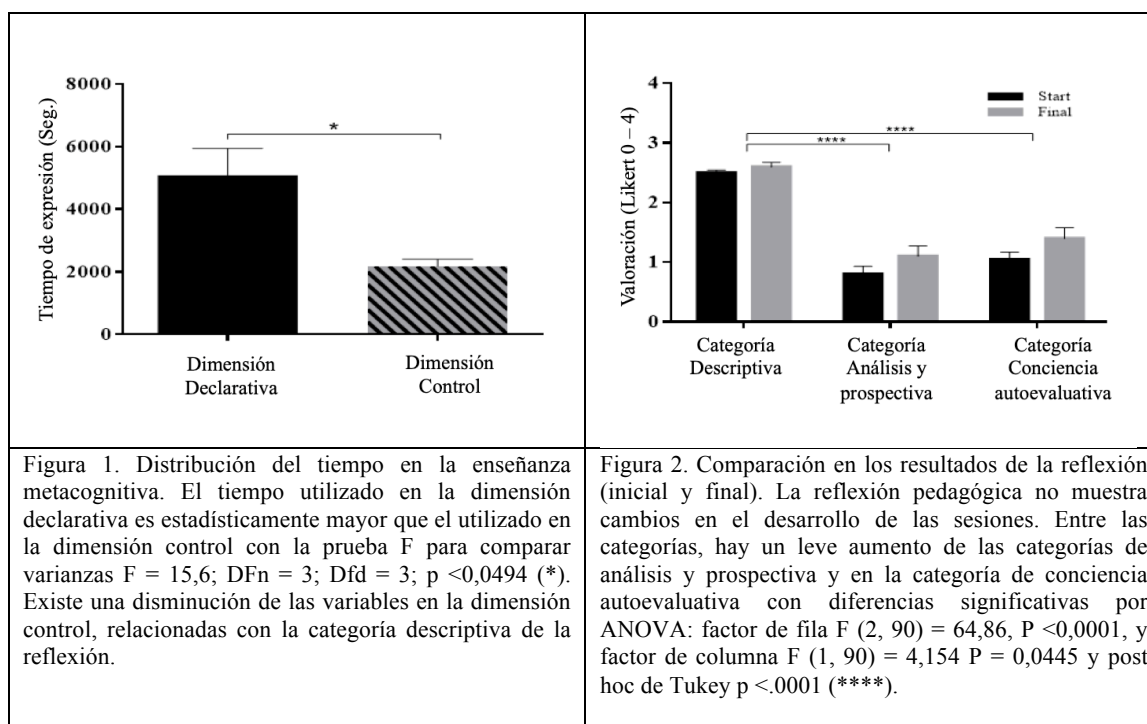 8000
6000
4000
2000
0
Tiempo de expresión (Seg.)
*
Dimensión
Declarativa
Dimensión
Control
4
3
2
1
0
Valoración (Likert 0 – 4)
Start
Final
****
****
Categoría
Descriptiva
Categoría
Análisis y
prospectiva
Categoría
Conciencia
autoevaluativa
Figura 1. Distribución del tiempo en la enseñanza
metacognitiva. El tiempo utilizado en la dimensión
declarativa es estadísticamente mayor que el utilizado en
la dimensión control con la prueba F para comparar
varianzas F = 15,6; DFn = 3; Dfd = 3; p <0,0494 (*).
Existe una disminución de las variables en la dimensión
control, relacionadas con la categoría descriptiva de la
reflexión.
Figura 2. Comparación en los resultados de la reflexión
(inicial y final). La reflexión pedagógica no muestra
cambios en el desarrollo de las sesiones. Entre las
categorías, hay un leve aumento de las categorías de
análisis y prospectiva y en la categoría de conciencia
autoevaluativa con diferencias significativas por
ANOVA: factor de fila F (2, 90) = 64,86, P <0,0001, y
factor de columna F (1, 90) = 4,154 P = 0,0445 y post
hoc de Tukey p <.0001 (****).